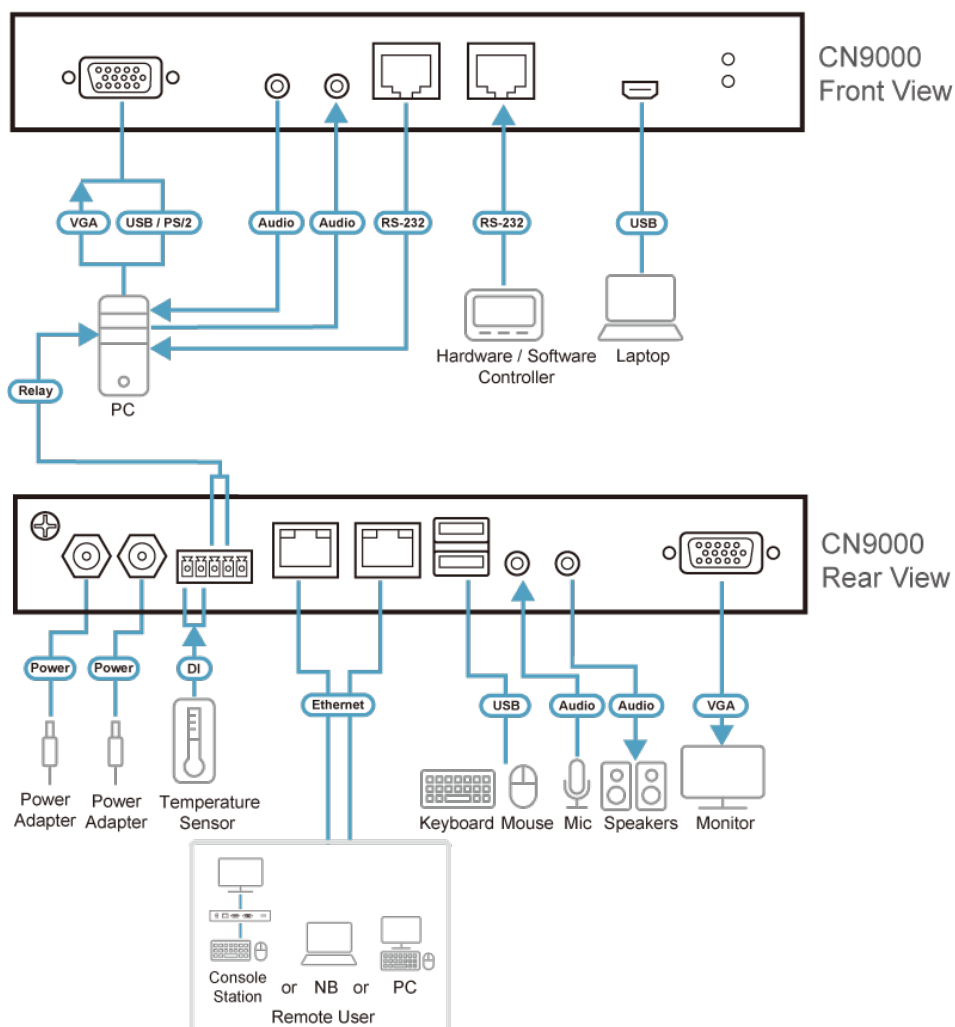 CN9000
Front View
VGA
USB / PS/2
Audio
Audio
RS-232
RS-232
USB
Hardware / Software
Controller
Laptop
PC
Relay
CN9000
Rear View
Power
Power
DI
Ethernet
USB
Audio
Audio
VGA
Power
Adapter
Power
Adapter
Temperature
Sensor
Keyboard
Mouse
Mic
Speakers
Monitor
Console
Station
or
NB
or
PC
Remote User